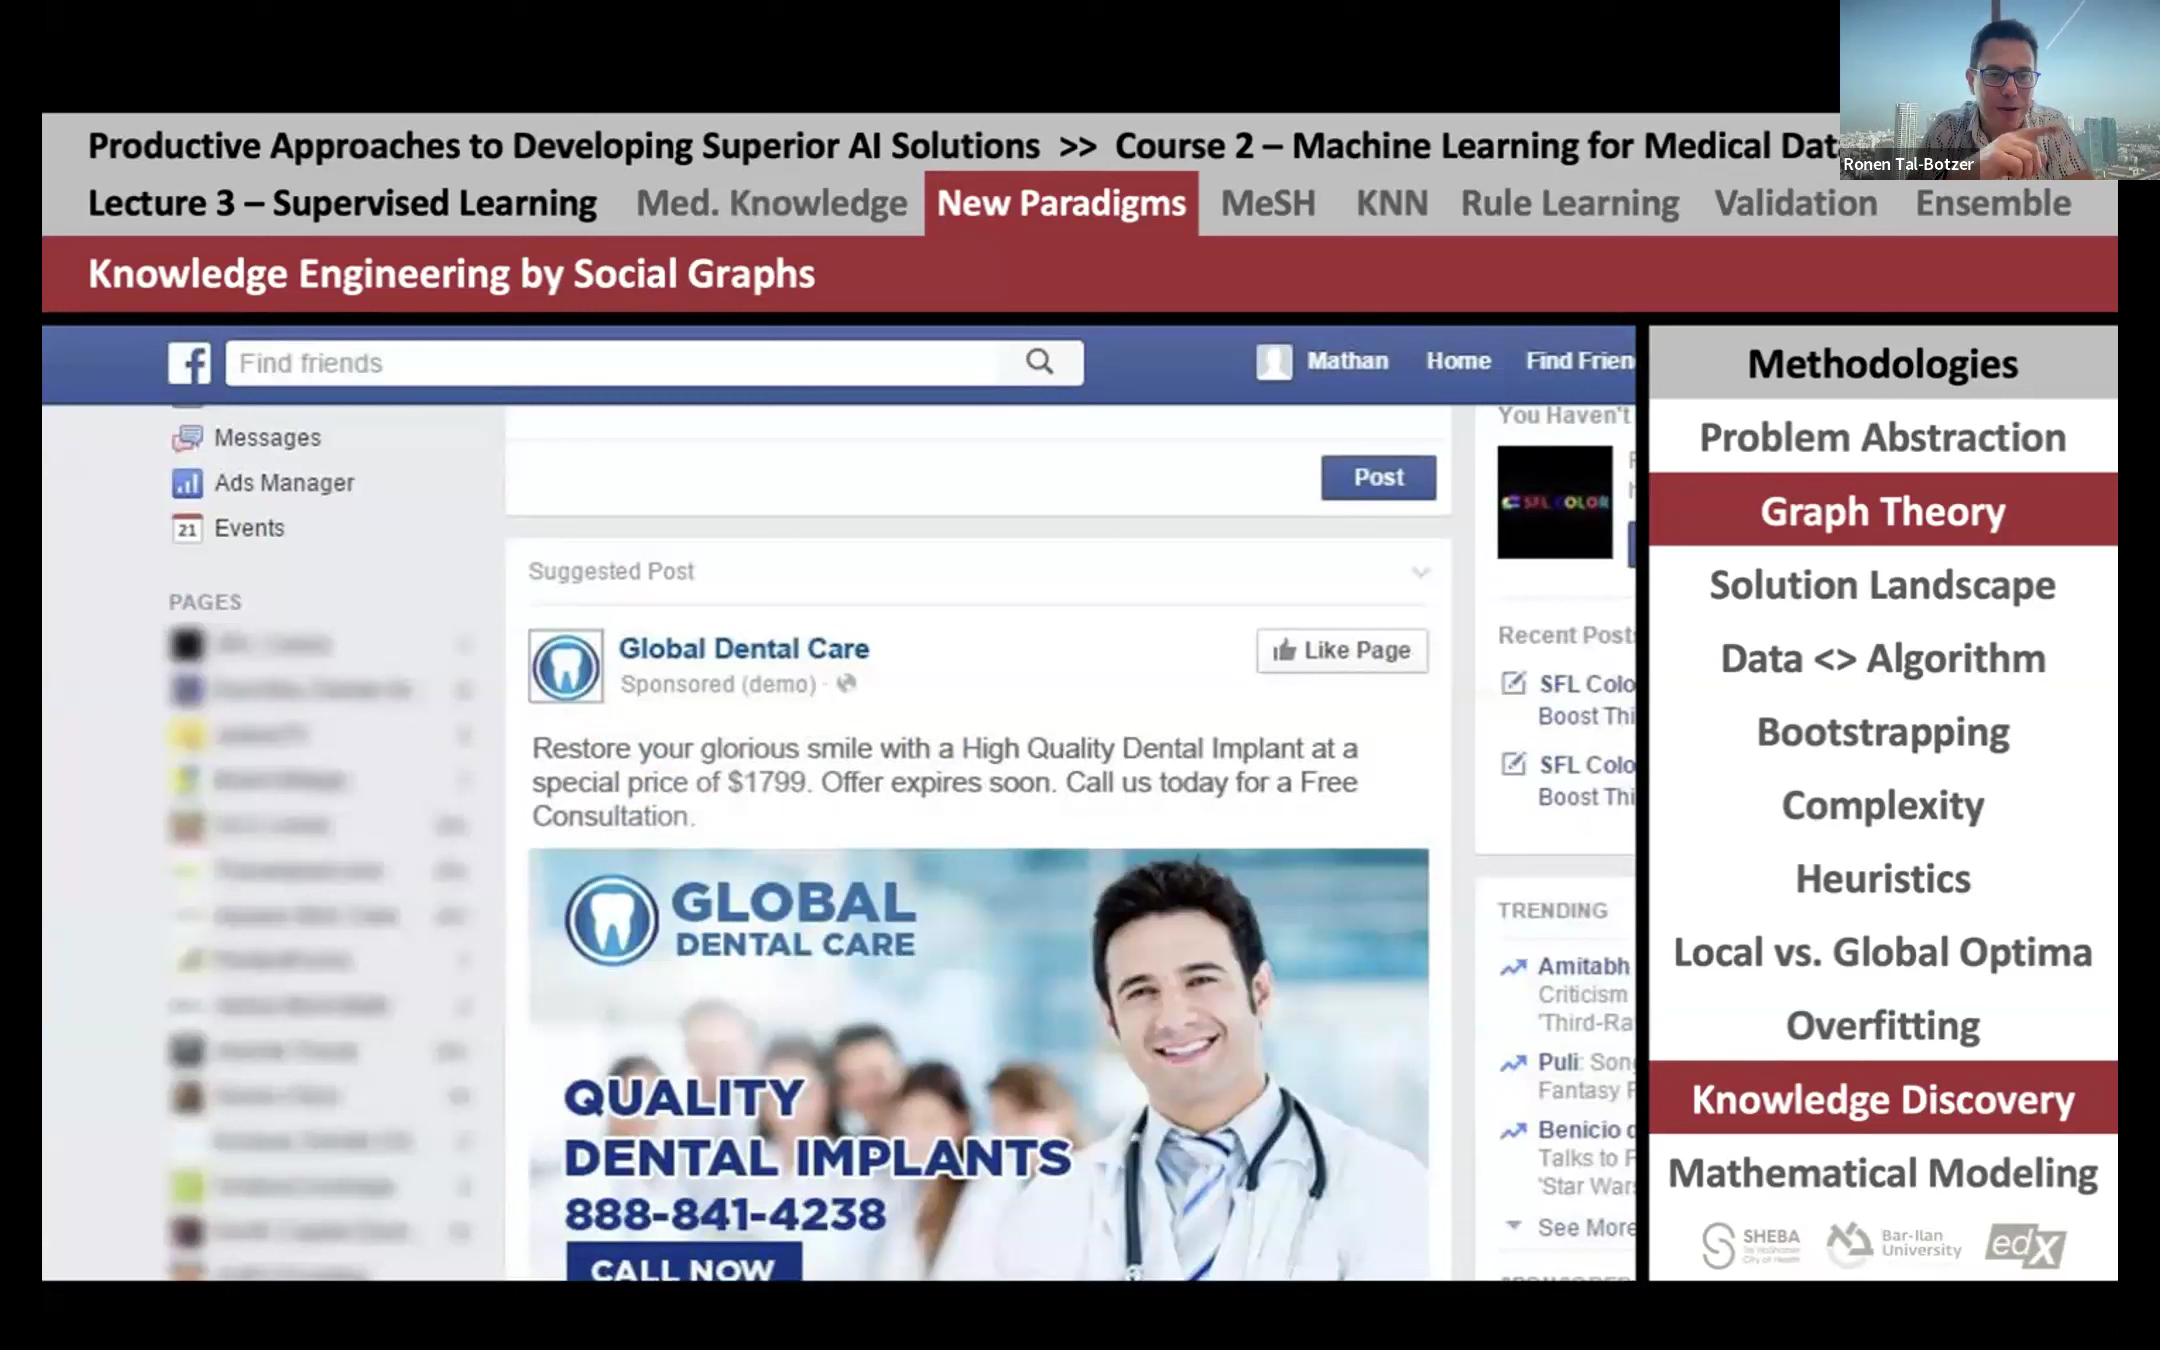 Productive Approaches to Developing Superior AI Solutions >> Course 2 – Machine Learning for Medical Dat
Ronen Tal-Botzer
Lecture 3 – Supervised Learning Med. Knowledge New Paradigms MeSH KNN Rule Learning Validation Ensemble
Knowledge Engineering by Social Graphs
Find friends
Mathan Home Find Frien
Messages
Ads Manager
Events
21
PAGES
Post
Suggested Post
Global Dental Care
Sponsored (demo) ·
Like Page
Restore your glorious smile with a High Quality Dental Implant at a
special price of $1799. Offer expires soon. Call us today for a Free
Consultation.
GLOBAL
DENTAL CARE
QUALITY
DENTAL IMPLANTS
888-841-4238
CALL NOW
You Haven't
SFL COLOR
Recent Post
SFL Colo
Boost Thi
SFL Colo
Boost Thi
TRENDING
Amitabh
Criticism
'Third-Ra
Puli: Son
Fantasy F
Benicio d
Talks to F
'Star War
See More
Methodologies
Problem Abstraction
Graph Theory
Solution Landscape
Data <> Algorithm
Bootstrapping
Complexity
Heuristics
Local vs. Global Optima
Overfitting
Knowledge Discovery
Mathematical Modeling
SHEBA
Tel HaShomer
City of Health
Bar-Ilan
University
edX